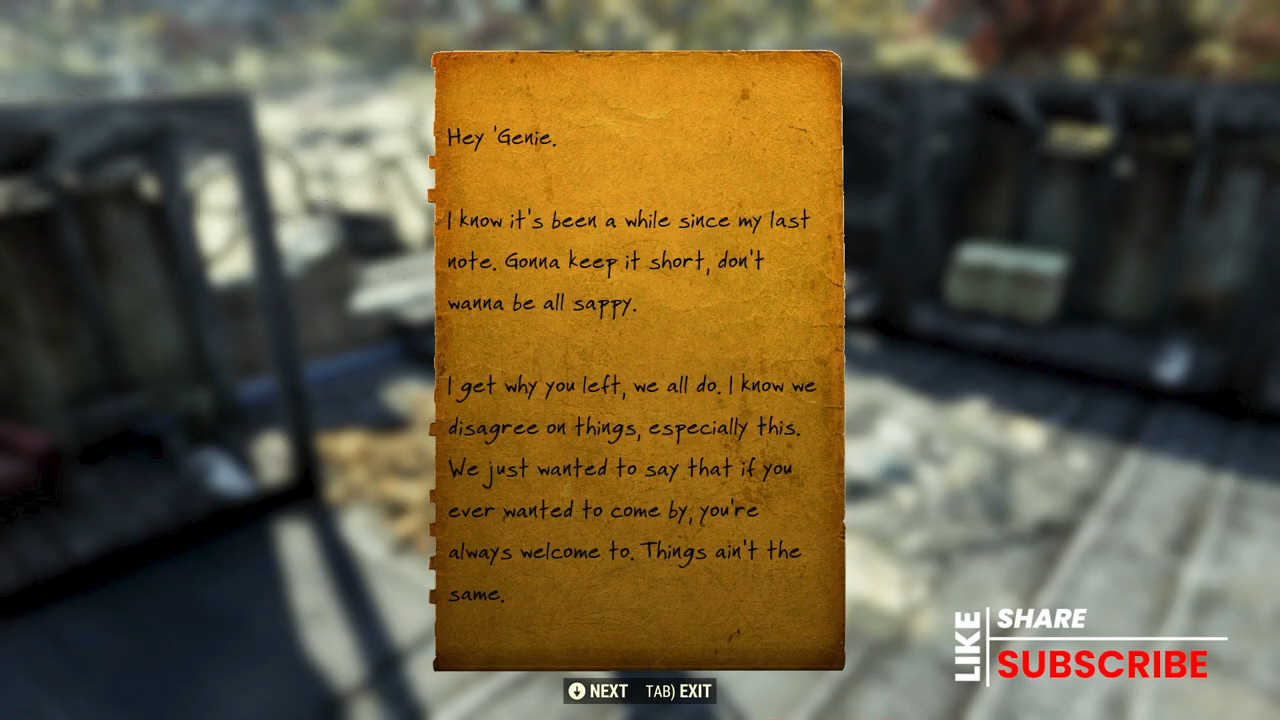 Hey 'Genie.
I know it's been a while since my last
note. Gonna keep it short, don't
wanna be all sappy.
I get why you left, we all do. I know we
disagree on things, especially this.
We just wanted to say that if you
ever wanted to come by, you're
always welcome to. Things ain't the
same.
LIKE
SHARE
SUBSCRIBE
NEXT TAB) EXIT